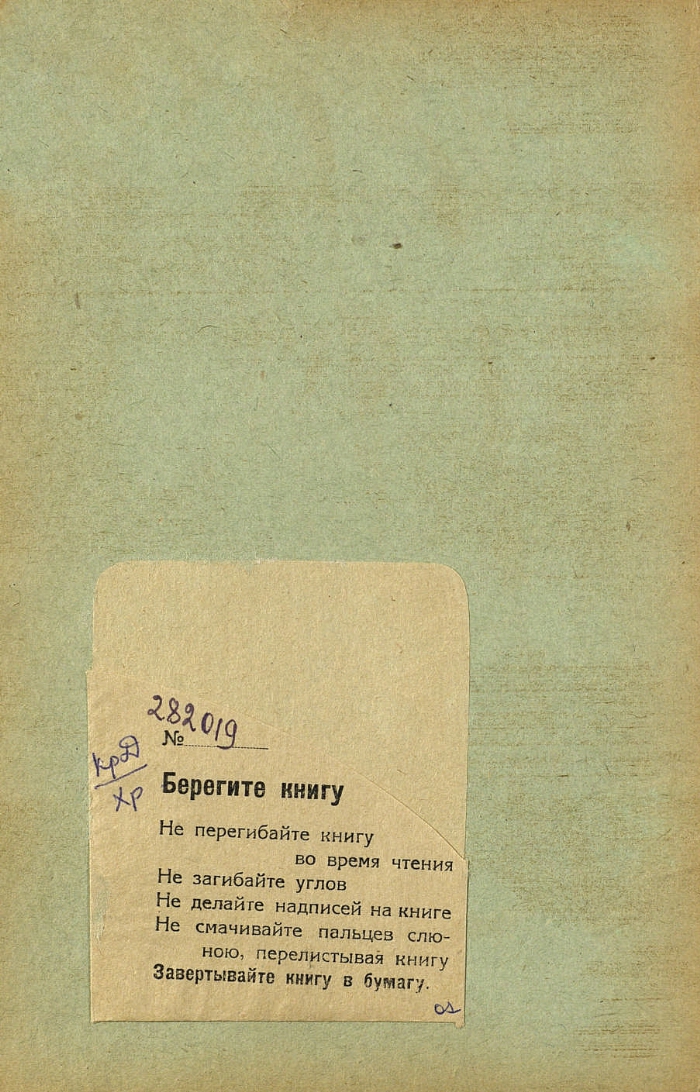 282019
№
крД
хр
Берегите книгу
Не перегибайте книгу
во время чтения
Не загибайте углов
Не делайте надписей на книге
Не смачивайте пальцев слю-
ною, перелистывая книгу
Завертывайте книгу в бумагу.